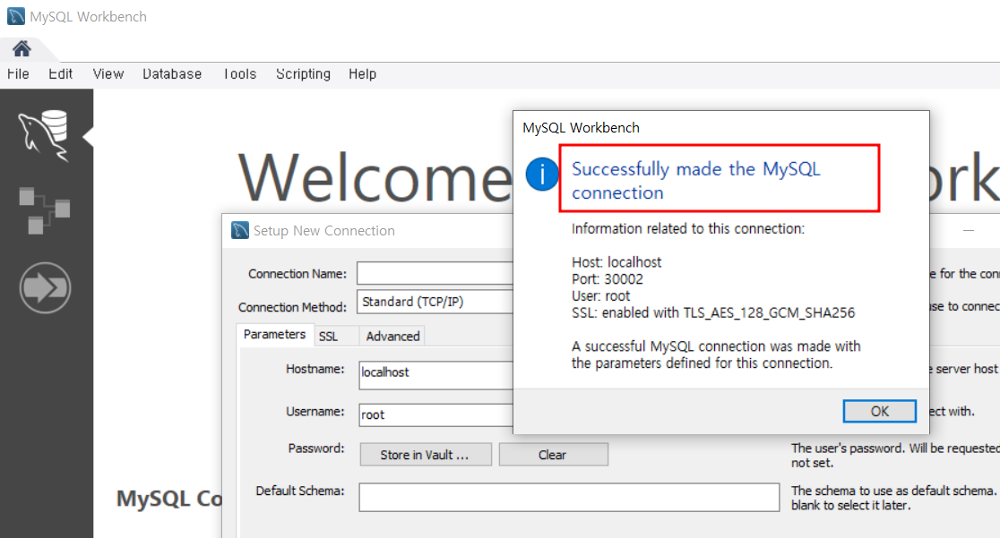 MySQL Workbench
File Edit View Database Tools Scripting Help
Welcome
MySQL Workbench
Successfully made the MySQL
connection
Information related to this connection:
Host: localhost
Port: 30002
User: root
SSL: enabled with TLS_AES_128_GCM_SHA256
A successful MySQL connection was made with
the parameters defined for this connection.
OK
Setup New Connection
Connection Name:
e for the conn
Connection Method: Standard (TCP/IP)
use to connec
Parameters SSL Advanced
Hostname: localhost
e server host
Username: root
ect with.
Password: Store in Vault ... Clear
The user's password. Will be requested
not set.
Default Schema:
The schema to use as default schema.
blank to select it later.
MySQL Co